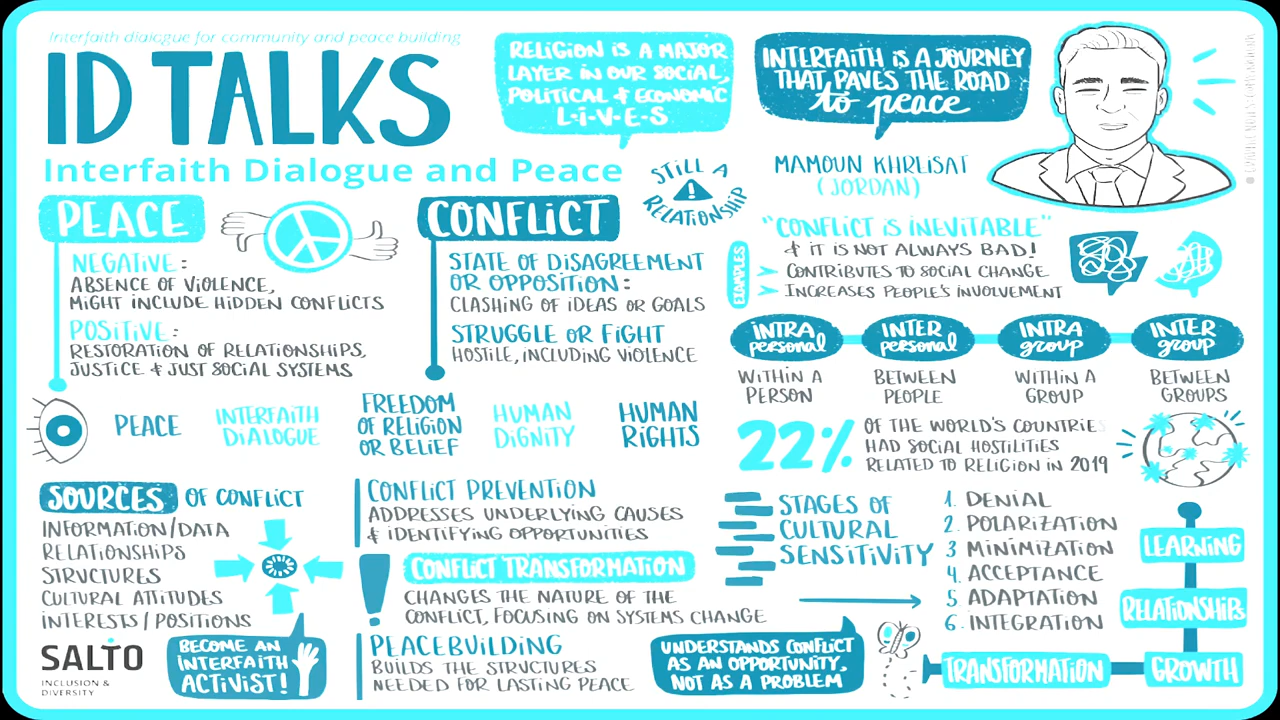 Interfaith dialogue for community and peace building
ID TALKS
Interfaith Dialogue and Peace
RELIGION IS A MAJOR
LAYER IN OUR SOCIAL,
POLITICAL & ECONOMIC
L-I-V-E-S
INTERFAITH IS A JOURNEY
THAT PAVES THE ROAD
to peace
MAMOUN KHRLISAT
(JORDAN)
STILL A
RELATIONSHIP
PEACE
NEGATIVE:
ABSENCE OF VIOLENCE,
MIGHT INCLUDE HIDDEN CONFLICTS
POSITIVE:
RESTORATION OF RELATIONSHIPS,
JUSTICE & JUST SOCIAL SYSTEMS
CONFLICT
STATE OF DISAGREEMENT
OR OPPOSITION:
CLASHING OF IDEAS OR GOALS
STRUGGLE OR FIGHT
HOSTILE, INCLUDING VIOLENCE
"CONFLICT IS INEVITABLE"
& IT IS NOT ALWAYS BAD!
EXAMPLES
CONTRIBUTES TO SOCIAL CHANGE
INCREASES PEOPLE'S INVOLVEMENT
INTRA
personal
WITHIN A
PERSON
INTER
personal
BETWEEN
PEOPLE
INTRA
group
WITHIN A
GROUP
INTER
group
BETWEEN
GROUPS
PEACE
INTERFAITH
DIALOGUE
FREEDOM
OF RELIGION
OR BELIEF
HUMAN
DIGNITY
HUMAN
RIGHTS
22%
OF THE WORLD'S COUNTRIE
HAD SOCIAL HOSTILITIES
RELATED TO RELIGION IN 2019
SOURCES OF CONFLICT
INFORMATION/DATA
RELATIONSHIPS
STRUCTURES
CULTURAL ATTITUDES
INTERESTS/POSITIONS
CONFLICT PREVENTION
ADDRESSES UNDERLYING CAUSES
& IDENTIFYING OPPORTUNITIES
CONFLICT TRANSFORMATION
CHANGES THE NATURE OF THE
CONFLICT, FOCUSING ON SYSTEMS CHANGE
PEACEBUILDING
BUILDS THE STRUCTURES
NEEDED FOR LASTING PEACE
STAGES OF
CULTURAL
SENSITIVITY
1. DENIAL
2. POLARIZATION
3 MINIMIZATION
4. ACCEPTANCE
5 ADAPTATION
6. INTEGRATION
LEARNING
RELATIONSHIPS
GROWTH
TRANSFORMATION
UNDERSTANDS CONFLICT
AS AN OPPORTUNITY,
NOT AS A PROBLEM
BECOME AN
INTERFAITH
ACTIVIST!
SALTO
INCLUSION &
DIVERSITY